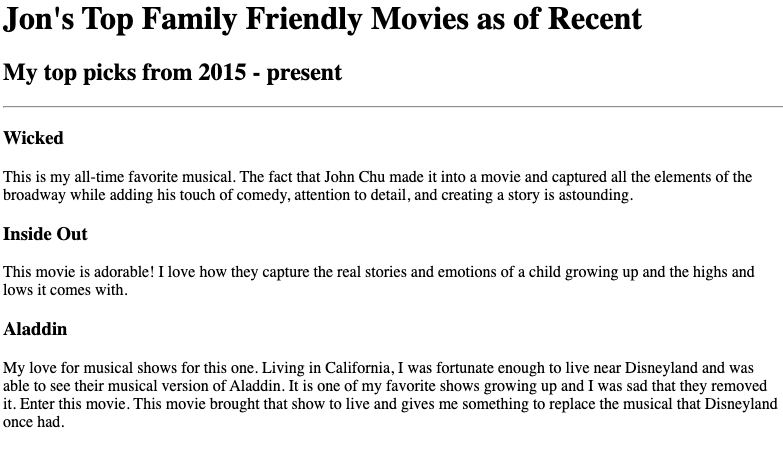 Jon's Top Family Friendly Movies as of Recent
My top picks from 2015 - present
Wicked
This is my all-time favorite musical. The fact that John Chu made it into a movie and captured all the elements of the
broadway while adding his touch of comedy, attention to detail, and creating a story is astounding.
Inside Out
This movie is adorable! I love how they capture the real stories and emotions of a child growing up and the highs and
lows it comes with.
Aladdin
My love for musical shows for this one. Living in California, I was fortunate enough to live near Disneyland and was
able to see their musical version of Aladdin. It is one of my favorite shows growing up and I was sad that they removed
it. Enter this movie. This movie brought that show to live and gives me something to replace the musical that Disneyland
once had.